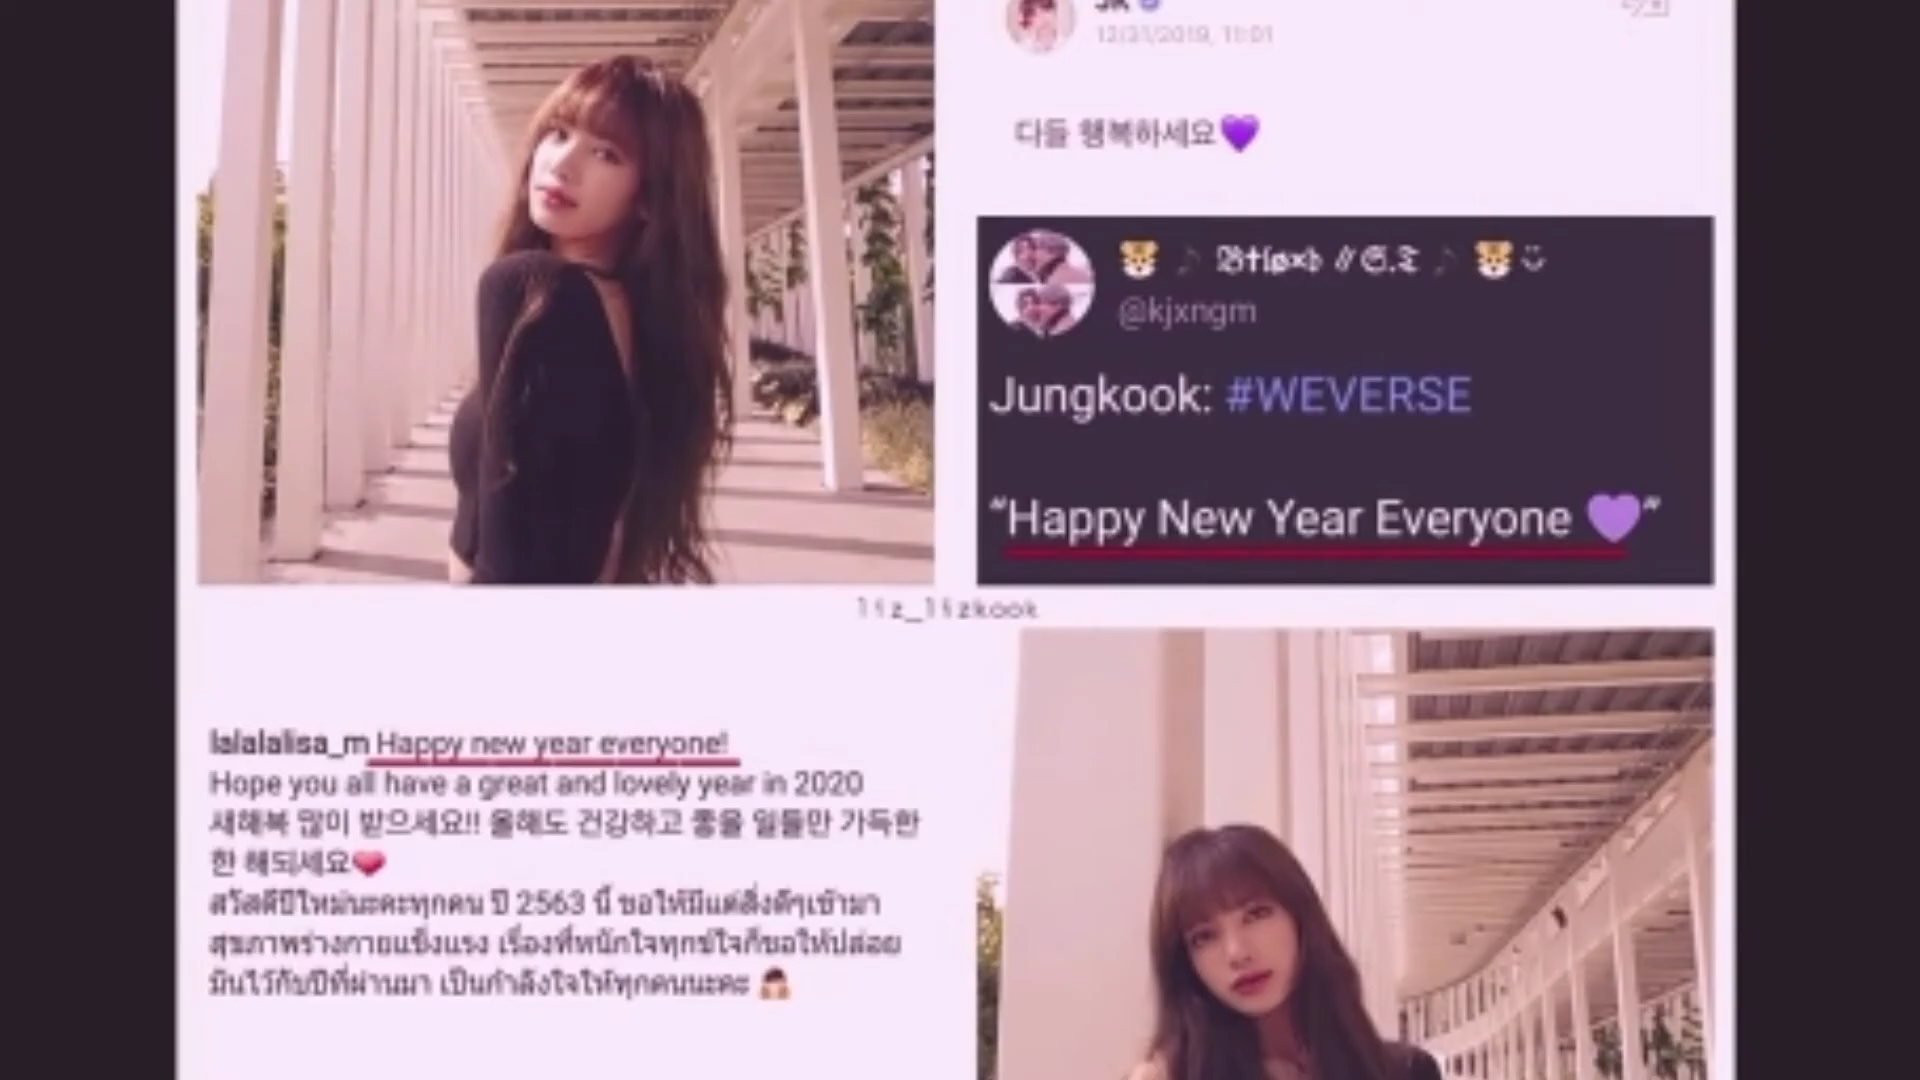 JK
12/31/2019, 11:01
다들 행복하세요💜
@kjxngm
Jungkook: #WEVERSE
“Happy New Year Everyone 💜”
liz_lizkook
lalalalisa_m Happy new year everyone!
Hope you all have a great and lovely year in 2020
새해복 많이 받으세요!! 올해도 건강하고 좋을 일들만 가득한
한 해되세요❤️
สวัสดีปีใหม่นะคะทุกคน ปี 2563 นี้ ขอให้มีแต่สิ่งดีๆเข้ามา
สุขภาพร่างกายแข็งแรง เรื่องที่หนักใจทุกข์ใจก็ขอให้ปล่อย
มันไว้กับปีที่ผ่านมา เป็นกำลังใจให้ทุกคนนะคะ 🙏